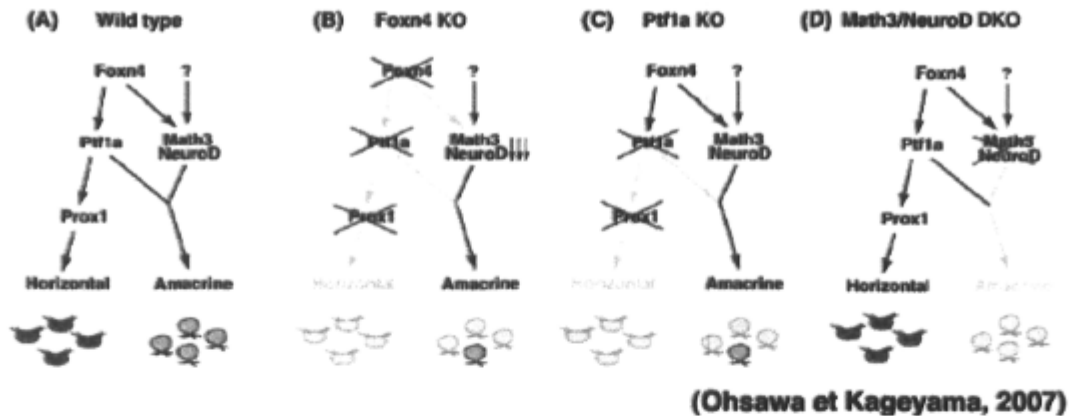 (A) Wild type
(B) Foxn4 KO
(C) Ptf1a KO
(D) Math3/NeuroD DKO
Foxn4 ?
Ptf1a Math3
NeuroD
Prox1
Horizontal Amacrine
Foxn4 ?
Ptf1a Math3
NeuroD
Prox1
Horizontal Amacrine
Foxn4 ?
Ptf1a Math3
NeuroD
Prox1
Horizontal Amacrine
Foxn4 ?
Ptf1a Math3
NeuroD
Prox1
Horizontal Amacrine
(Ohsawa et Kageyama, 2007)